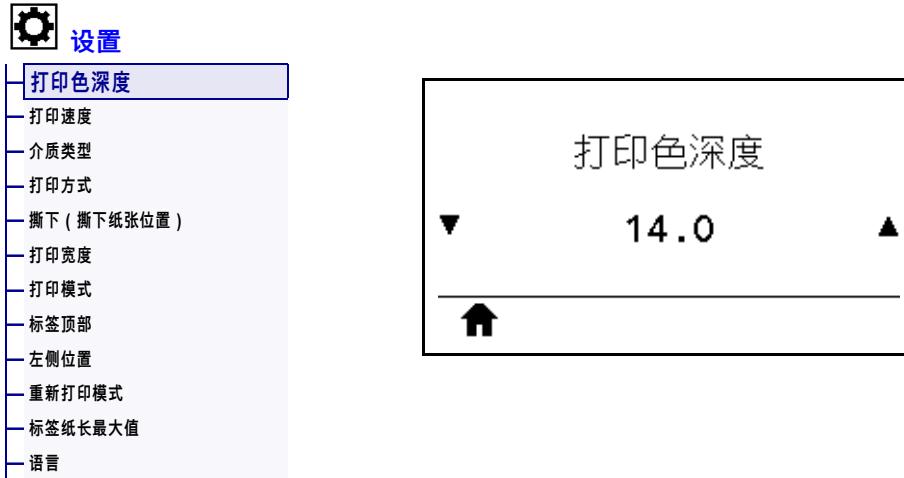 设置
打印色深度
打印速度
介质类型
打印方式
撕下 ( 撕下纸张位置 )
打印宽度
打印模式
标签顶部
左侧位置
重新打印模式
标签纸长最大值
语言
打印色深度
▼ 14.0 ▲